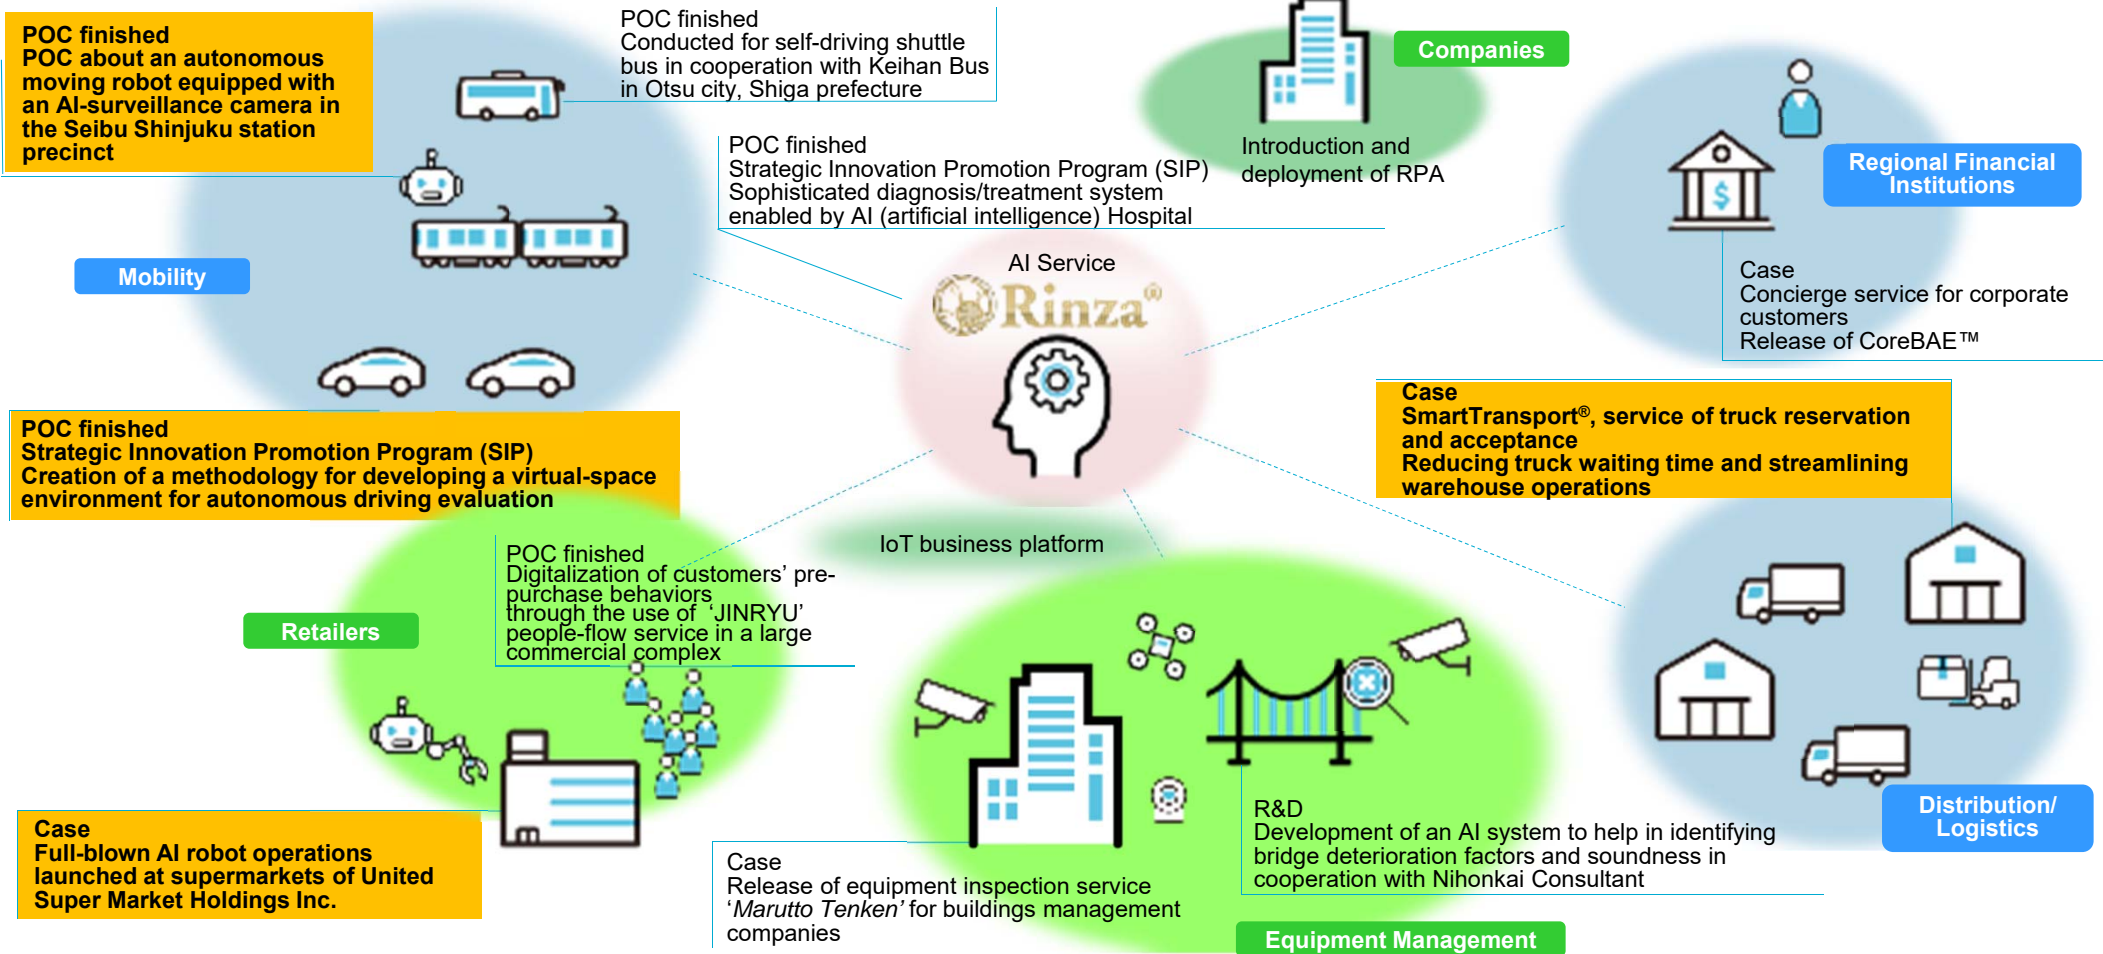 POC finished
POC about an autonomous
moving robot equipped with
an AI-surveillance camera in
the Seibu Shinjuku station
precinct
POC finished
Conducted for self-driving shuttle
bus in cooperation with Keihan Bus
in Otsu city, Shiga prefecture
Companies
Introduction and
deployment of RPA
POC finished
Strategic Innovation Promotion Program (SIP)
Sophisticated diagnosis/treatment system
enabled by AI (artificial intelligence) Hospital
Regional Financial
Institutions
$
Mobility
AI Service
Rinza®
Case
Concierge service for corporate
customers
Release of CoreBAE™
POC finished
Strategic Innovation Promotion Program (SIP)
Creation of a methodology for developing a virtual-space
environment for autonomous driving evaluation
Case
SmartTransport®, service of truck reservation
and acceptance
Reducing truck waiting time and streamlining
warehouse operations
IoT business platform
POC finished
Digitalization of customers’ pre-
purchase behaviors
through the use of ‘JINRYU’
people-flow service in a large
commercial complex
Retailers
Case
Full-blown AI robot operations
launched at supermarkets of United
Super Market Holdings Inc.
Case
Release of equipment inspection service
‘Marutto Tenken’ for buildings management
companies
R&D
Development of an AI system to help in identifying
bridge deterioration factors and soundness in
cooperation with Nihonkai Consultant
Equipment Management
Distribution/
Logistics